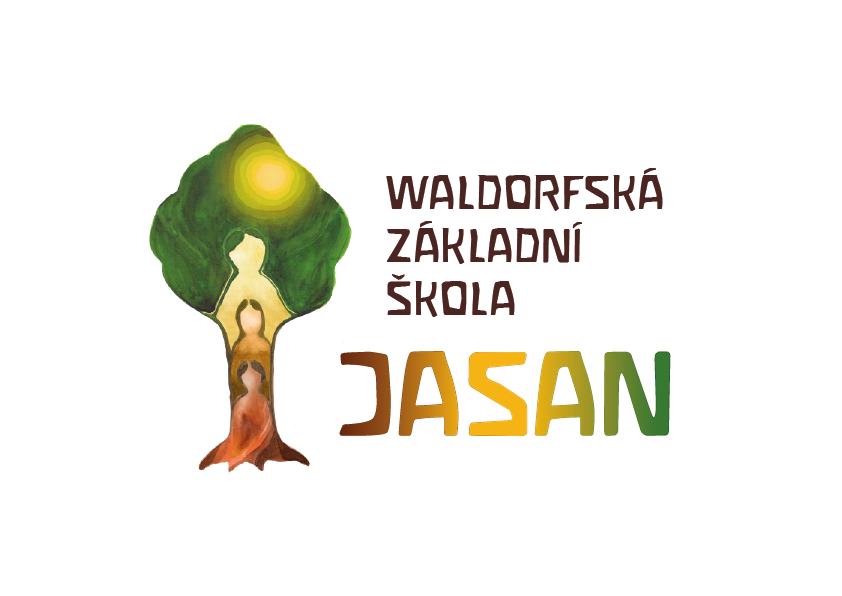 WALDORFSKÁ
ZÁKLADNÍ
ŠKOLA
JASAN